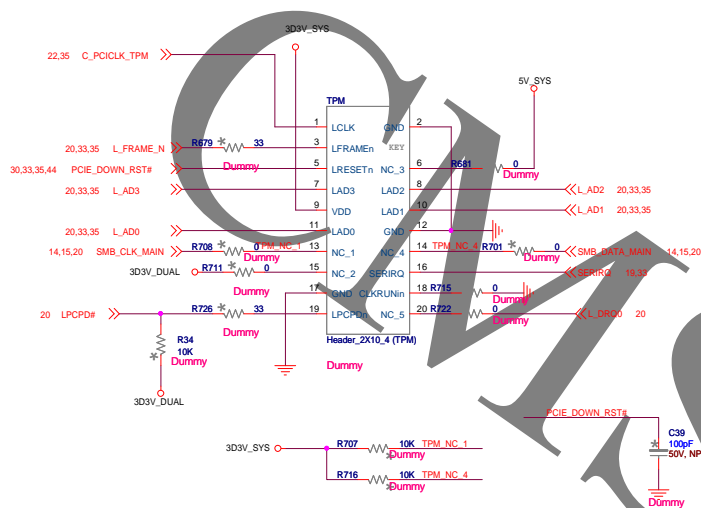 3D3V_SYS
22,35 C_PCICLK_TPM
5V_SYS
TPM
1 LCLK GND 2
20,33,35 L_FRAME_N R679 * 33 3 LFRAMEn KEY
Dummy
30,33,35,44 PCIE_DOWN_RST# 5 LRESETn NC_3 6 R681 0
Dummy
20,33,35 L_AD3 7 LAD3 LAD2 8 L_AD2 20,33,35
9 VDD LAD1 10 L_AD1 20,33,35
20,33,35 L_AD0 11 LAD0 GND 12
14,15,20 SMB_CLK_MAIN R708 * 0 TPM_NC_1 13 NC_1 NC_4 14 TPM_NC_4 R701 * 0 SMB_DATA_MAIN 14,15,20
Dummy Dummy
3D3V_DUAL R711 * 0 15 NC_2 SERIRQ 16 SERIRQ 19,33
Dummy
17 GND CLKRUNin 18 R715 0
Dummy
20 LPCPD# R726 * 33 19 LPCPDn NC_5 20 R722 0 L_DRQ0 20
Dummy Dummy
Header_2X10_4 (TPM)
Dummy
R34
10K
* Dummy
3D3V_DUAL
PCIE_DOWN_RST#
3D3V_SYS R707 10K TPM_NC_1
* Dummy
R716 10K TPM_NC_4
* Dummy
C39
* 100pF
50V, NP
Dummy